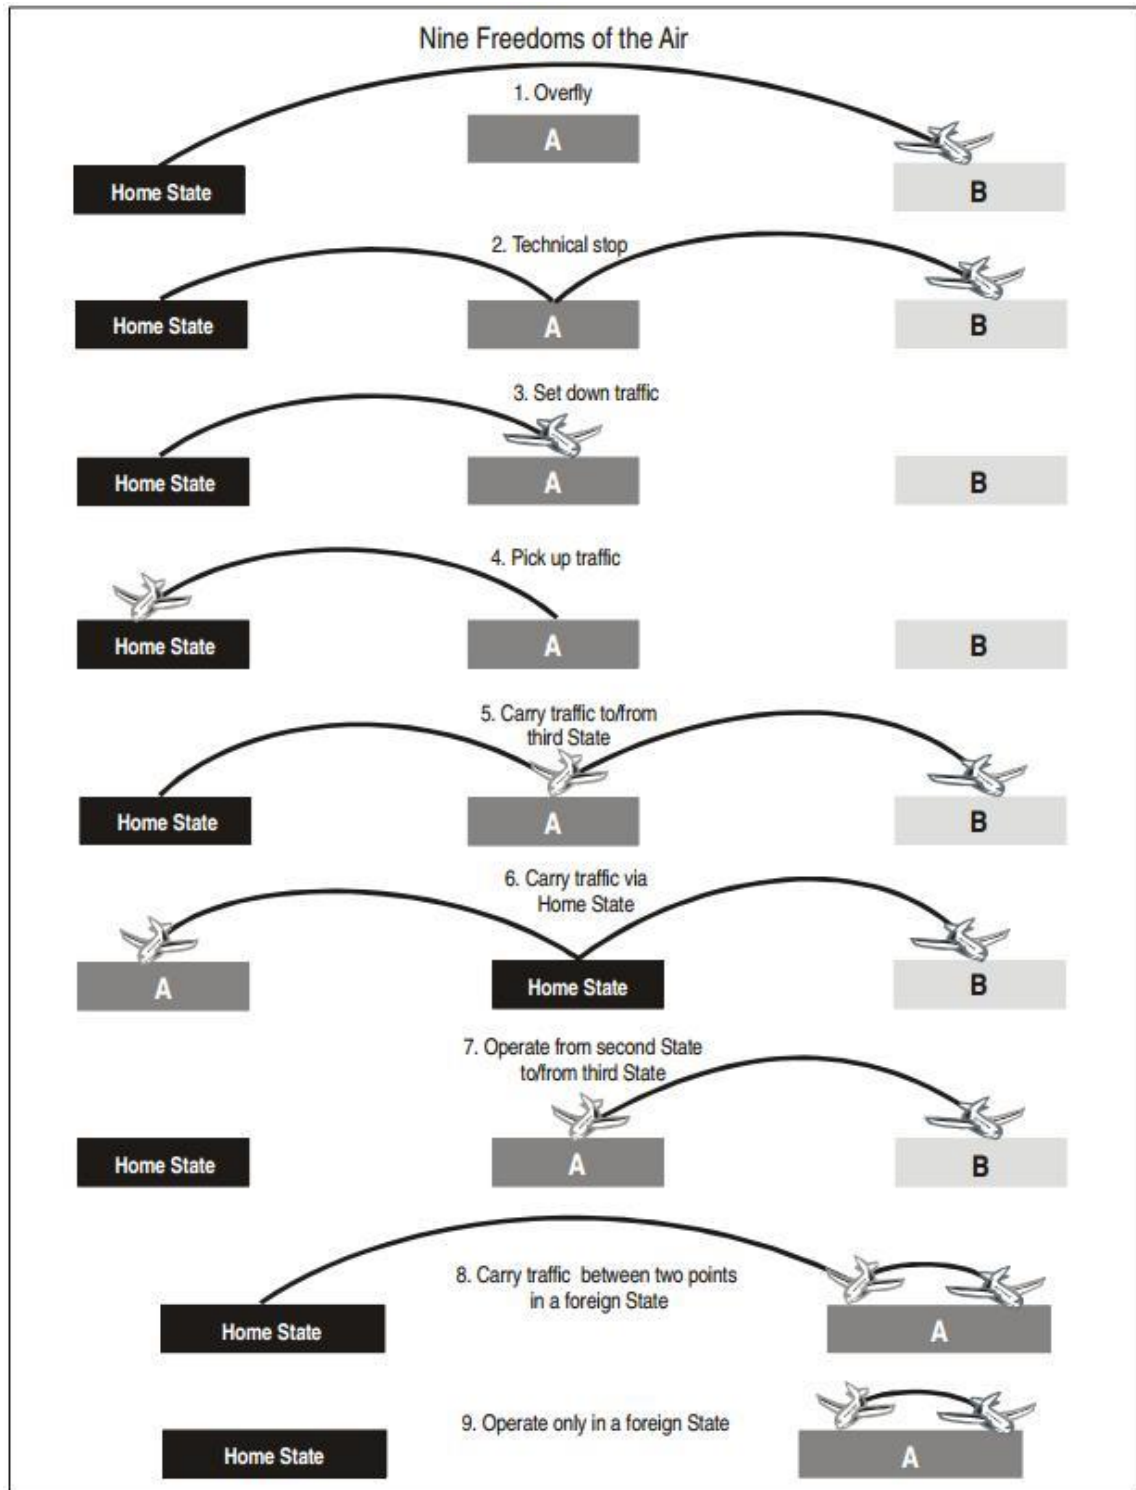 Nine Freedoms of the Air
1. Overfly
A
Home State
B
2. Technical stop
Home State
A
B
3. Set down traffic
Home State
A
B
4. Pick up traffic
Home State
A
B
5. Carry traffic to/from
third State
Home State
A
B
6. Carry traffic via
Home State
A
Home State
B
7. Operate from second State
to/from third State
Home State
A
B
8. Carry traffic between two points
in a foreign State
Home State
A
9. Operate only in a foreign State
Home State
A